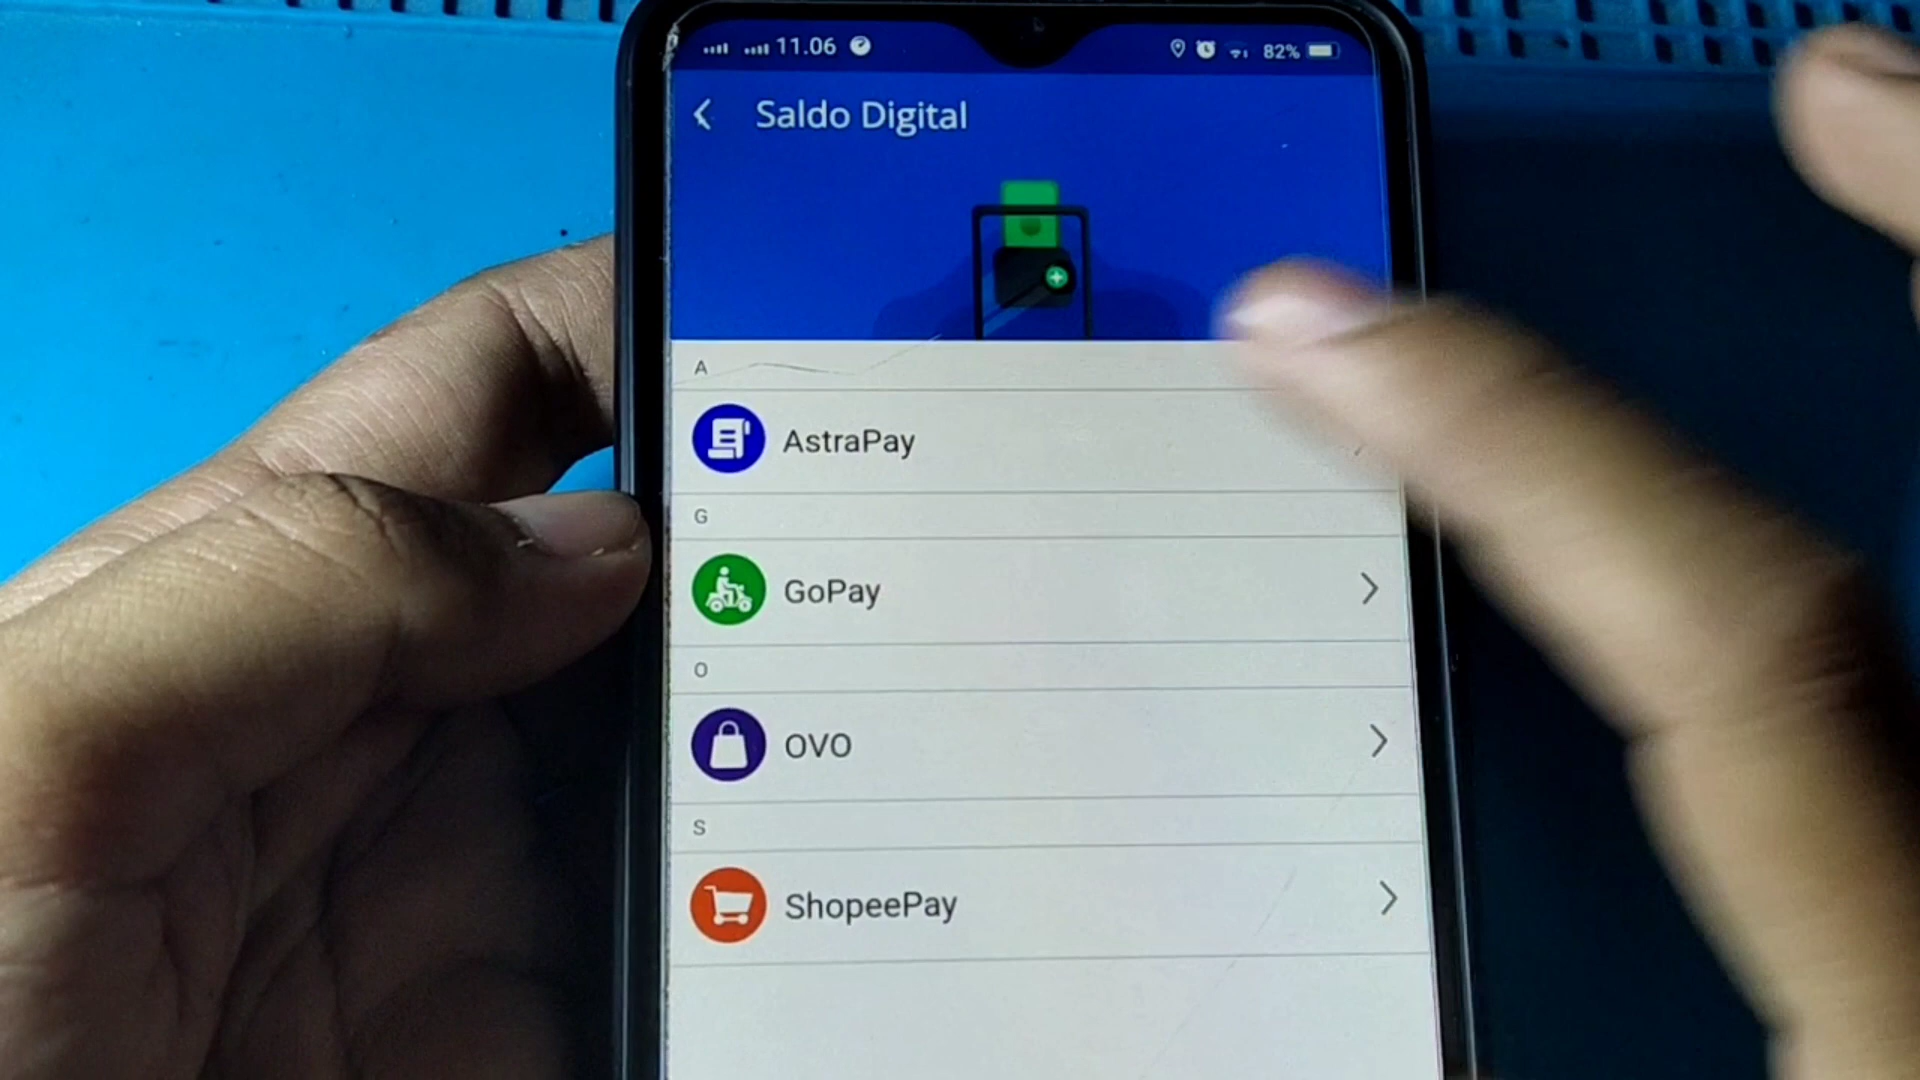 11.06 82%
Saldo Digital
A
AstraPay
G
GoPay
O
OVO
S
ShopeePay